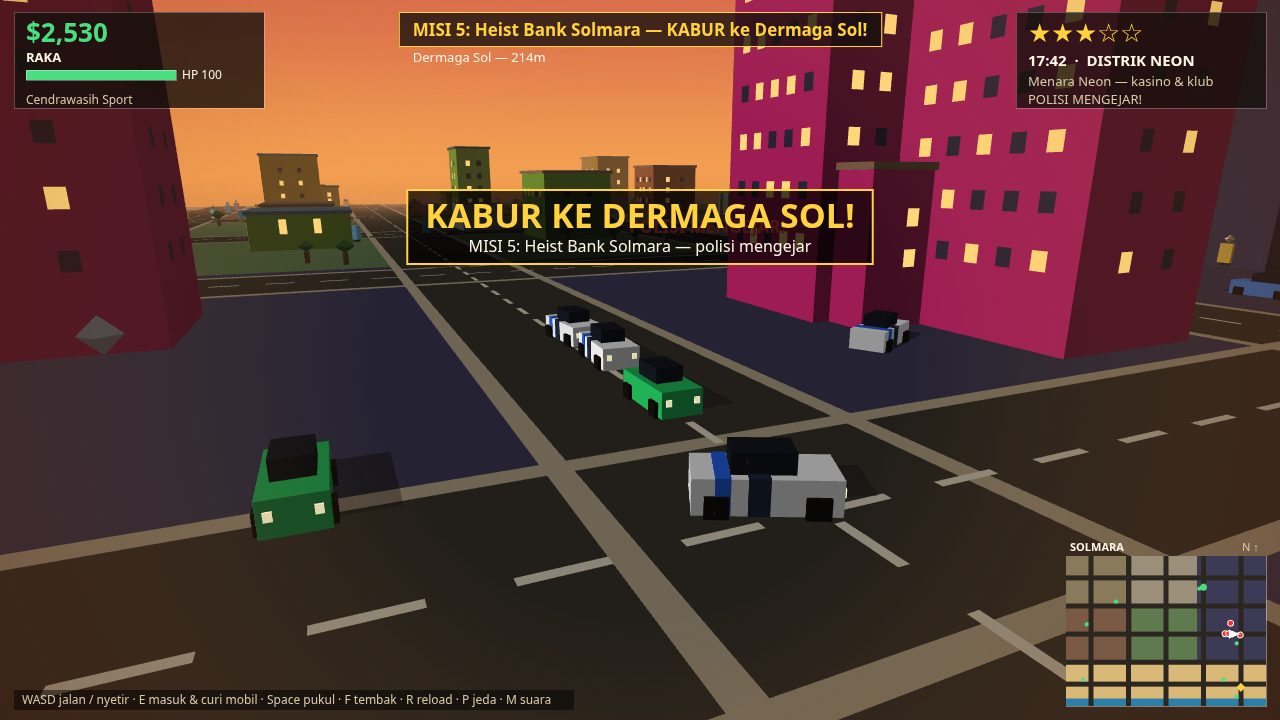 $2,530
RAKA
HP 100
Cendrawasih Sport
MISI 5: Heist Bank Solmara — KABUR ke Dermaga Sol!
Dermaga Sol — 214m
★★★☆☆
17:42 · DISTRIK NEON
Menara Neon — kasino & klub
POLISI MENGEJAR!
KABUR KE DERMAGA SOL!
MISI 5: Heist Bank Solmara — polisi mengejar
SOLMARA
N ↑
WASD jalan / nyetir · E masuk & curi mobil · Space pukul · F tembak · R reload · P jeda · M suara